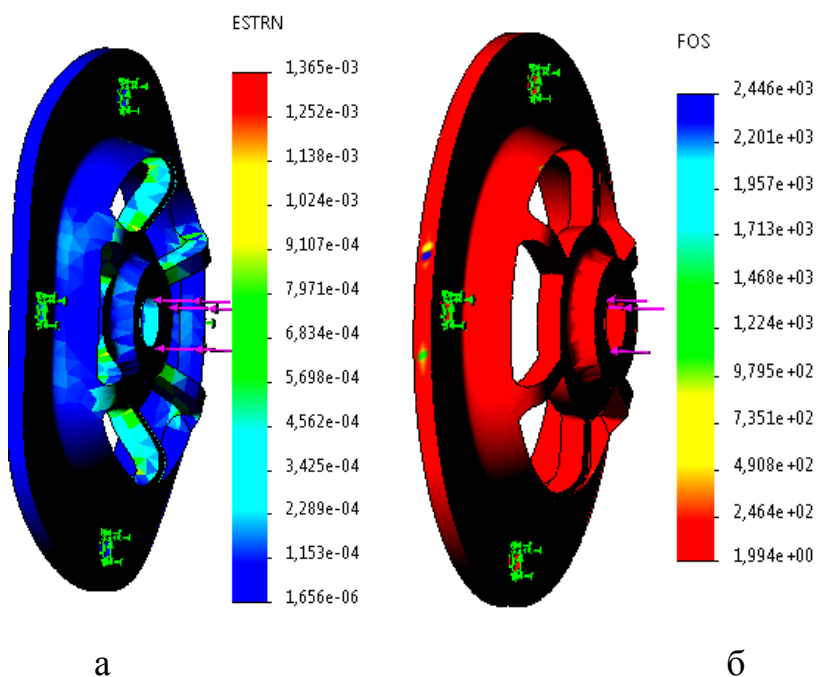 ESTRN
1,365e-03
1,252e-03
1,138e-03
1,024e-03
9,107e-04
7,971e-04
6,834e-04
5,698e-04
4,562e-04
3,425e-04
2,289e-04
1,153e-04
1,656e-06
FOS
2,446e+03
2,201e+03
1,957e+03
1,713e+03
1,468e+03
1,224e+03
9,795e+02
7,351e+02
4,908e+02
2,464e+02
1,994e+00
а
б